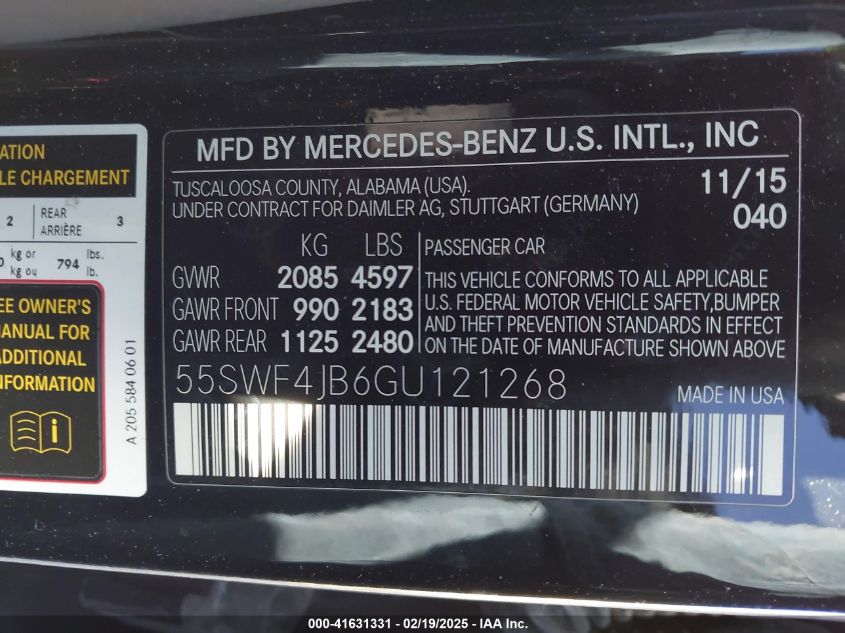 ATION
LE CHARGEMENT
2 REAR ARRIÈRE 3
kg or kg ou 794 lbs. lb.
EE OWNER'S
MANUAL FOR
ADDITIONAL
INFORMATION
A 205 584 06 01
MFD BY MERCEDES-BENZ U.S. INTL., INC
TUSCALOOSA COUNTY, ALABAMA (USA). 11/15
UNDER CONTRACT FOR DAIMLER AG, STUTTGART (GERMANY) 040
KG LBS PASSENGER CAR
GVWR 2085 4597
GAWR FRONT 990 2183
GAWR REAR 1125 2480
THIS VEHICLE CONFORMS TO ALL APPLICABLE
U.S. FEDERAL MOTOR VEHICLE SAFETY,BUMPER
AND THEFT PREVENTION STANDARDS IN EFFECT
ON THE DATE OF MANUFACTURE SHOWN ABOVE
55SWF4JB6GU121268
MADE IN USA
000-41631331 - 02/19/2025 - IAA Inc.